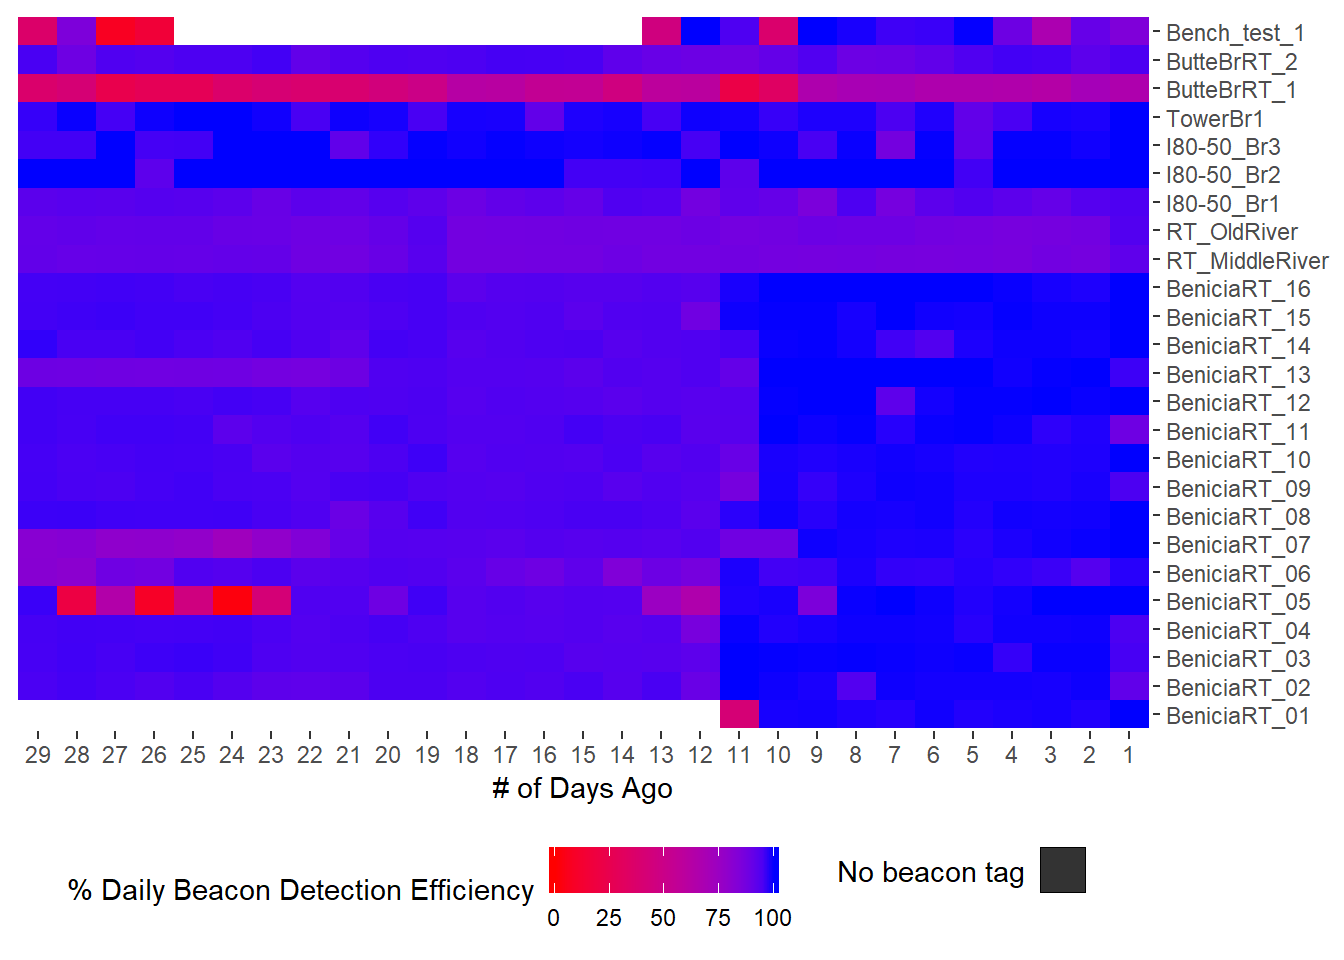 Bench_test_1
ButteBrRT_2
ButteBrRT_1
TowerBr1
I80-50_Br3
I80-50_Br2
I80-50_Br1
RT_OldRiver
RT_MiddleRiver
BeniciaRT_16
BeniciaRT_15
BeniciaRT_14
BeniciaRT_13
BeniciaRT_12
BeniciaRT_11
BeniciaRT_10
BeniciaRT_09
BeniciaRT_08
BeniciaRT_07
BeniciaRT_06
BeniciaRT_05
BeniciaRT_04
BeniciaRT_03
BeniciaRT_02
BeniciaRT_01
29 28 27 26 25 24 23 22 21 20 19 18 17 16 15 14 13 12 11 10 9 8 7 6 5 4 3 2 1
# of Days Ago
% Daily Beacon Detection Efficiency
0 25 50 75 100
No beacon tag